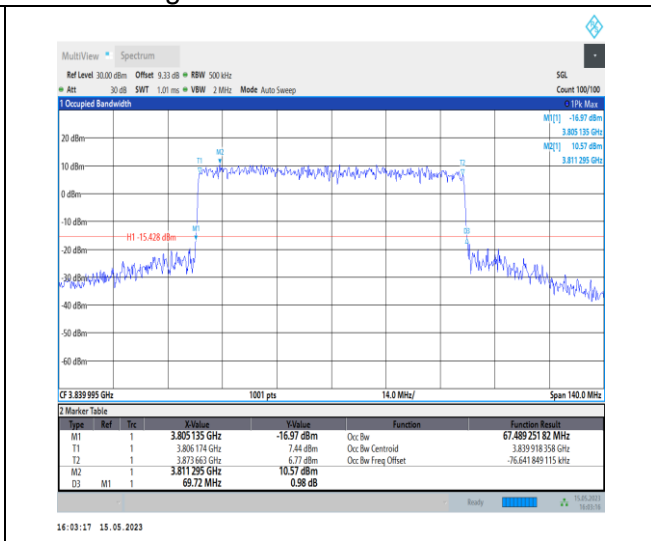 MultiView Spectrum
Ref Level 30.00 dBm Offset 9.33 dB RBW 500 kHz SGL
Att 30 dB SWT 1.01 ms VBW 2 MHz Mode Auto Sweep Count 100/100
1 Occupied Bandwidth 1Pk Max
M1[1] -16.97 dBm
3.805 135 GHz
20 dBm
M2[1] 10.57 dBm
3.811 295 GHz
M2
T1 T2
10 dBm
0 dBm
-10 dBm
M1 D3
H1 -15.428 dBm
-20 dBm
-30 dBm
-40 dBm
-50 dBm
-60 dBm
CF 3.839 995 GHz 1001 pts 14.0 MHz/ Span 140.0 MHz
2 Marker Table
Type Ref Trc X-Value Y-Value Function Function Result
M1 1 3.805 135 GHz -16.97 dBm Occ Bw 67.489 251 82 MHz
T1 1 3.806 174 GHz 7.44 dBm Occ Bw Centroid 3.839 918 358 GHz
T2 1 3.873 663 GHz 6.77 dBm Occ Bw Freq Offset -76.641 849 115 kHz
M2 1 3.811 295 GHz 10.57 dBm
D3 M1 1 69.72 MHz 0.98 dB
Ready 15.05.2023
16:03:16
16:03:17 15.05.2023